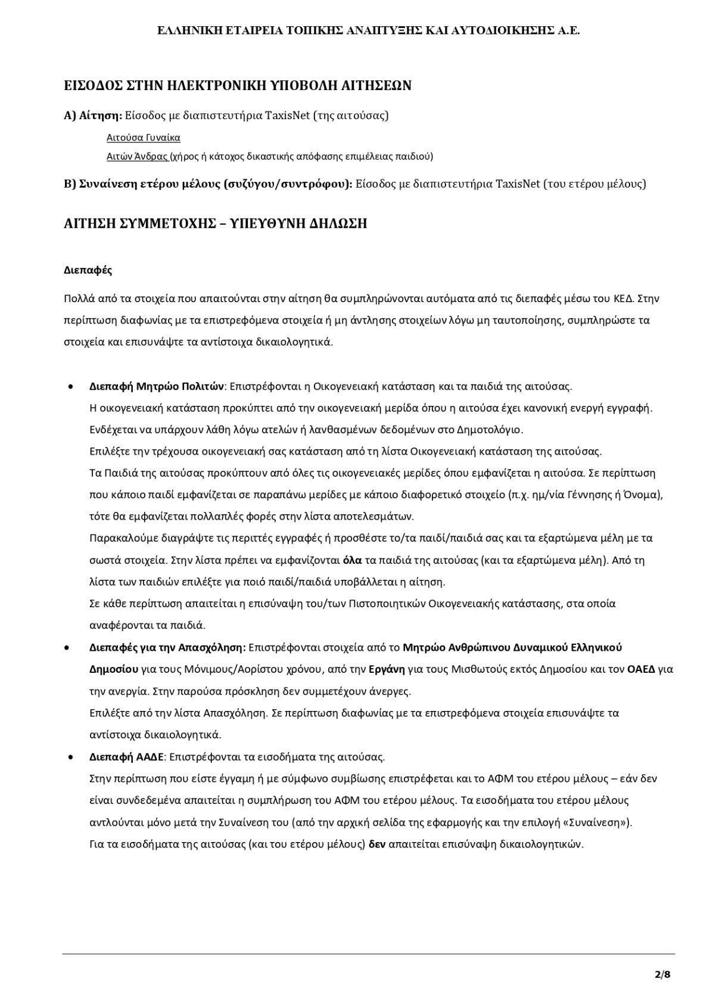 ΕΛΛΗΝΙΚΗ ΕΤΑΙΡΕΙΑ ΤΟΠΙΚΗΣ ΑΝΑΠΤΥΞΗΣ ΚΑΙ ΑΥΤΟΔΙΟΙΚΗΣΗΣ Α.Ε.
ΕΙΣΟΔΟΣ ΣΤΗΝ ΗΛΕΚΤΡΟΝΙΚΗ ΥΠΟΒΟΛΗ ΑΙΤΗΣΕΩΝ
Α) Αίτηση: Είσοδος με διαπιστευτήρια TaxisNet (της αιτούσας)
Αιτούσα Γυναίκα
Αιτών Άνδρας (χήρος ή κάτοχος δικαστικής απόφασης επιμέλειας παιδιού)
Β) Συναίνεση ετέρου μέλους (συζύγου/συντρόφου): Είσοδος με διαπιστευτήρια TaxisNet (του ετέρου μέλους)
ΑΙΤΗΣΗ ΣΥΜΜΕΤΟΧΗΣ – ΥΠΕΥΘΥΝΗ ΔΗΛΩΣΗ
Διεπαφές
Πολλά από τα στοιχεία που απαιτούνται στην αίτηση θα συμπληρώνονται αυτόματα από τις διεπαφές μέσω του ΚΕΔ. Στην
περίπτωση διαφωνίας με τα επιστρεφόμενα στοιχεία ή μη άντλησης στοιχείων λόγω μη ταυτοποίησης, συμπληρώστε τα
στοιχεία και επισυνάψτε τα αντίστοιχα δικαιολογητικά.
• Διεπαφή Μητρώο Πολιτών: Επιστρέφονται η Οικογενειακή κατάσταση και τα παιδιά της αιτούσας.
Η οικογενειακή κατάσταση προκύπτει από την οικογενειακή μερίδα όπου η αιτούσα έχει κανονική ενεργή εγγραφή.
Ενδέχεται να υπάρχουν λάθη λόγω ατελών ή λανθασμένων δεδομένων στο Δημοτολόγιο.
Επιλέξτε την τρέχουσα οικογενειακή σας κατάσταση από τη λίστα Οικογενειακή κατάσταση της αιτούσας.
Τα Παιδιά της αιτούσας προκύπτουν από όλες τις οικογενειακές μερίδες όπου εμφανίζεται η αιτούσα. Σε περίπτωση
που κάποιο παιδί εμφανίζεται σε παραπάνω μερίδες με κάποιο διαφορετικό στοιχείο (π.χ. ημ/νία Γέννησης ή Όνομα),
τότε θα εμφανίζεται πολλαπλές φορές στην λίστα αποτελεσμάτων.
Παρακαλούμε διαγράψτε τις περιττές εγγραφές ή προσθέστε το/τα παιδί/παιδιά σας και τα εξαρτώμενα μέλη με τα
σωστά στοιχεία. Στην λίστα πρέπει να εμφανίζονται όλα τα παιδιά της αιτούσας (και τα εξαρτώμενα μέλη). Από τη
λίστα των παιδιών επιλέξτε για ποιό παιδί/παιδιά υποβάλλεται η αίτηση.
Σε κάθε περίπτωση απαιτείται η επισύναψη του/των Πιστοποιητικών Οικογενειακής κατάστασης, στα οποία
αναφέρονται τα παιδιά.
• Διεπαφές για την Απασχόληση: Επιστρέφονται στοιχεία από το Μητρώο Ανθρώπινου Δυναμικού Ελληνικού
Δημοσίου για τους Μόνιμους/Αορίστου χρόνου, από την Εργάνη για τους Μισθωτούς εκτός Δημοσίου και τον ΟΑΕΔ για
την ανεργία. Στην παρούσα πρόσκληση δεν συμμετέχουν άνεργες.
Επιλέξτε από την λίστα Απασχόληση. Σε περίπτωση διαφωνίας με τα επιστρεφόμενα στοιχεία επισυνάψτε τα
αντίστοιχα δικαιολογητικά.
• Διεπαφή ΑΑΔΕ: Επιστρέφονται τα εισοδήματα της αιτούσας.
Στην περίπτωση που είστε έγγαμη ή με σύμφωνο συμβίωσης επιστρέφεται και το ΑΦΜ του ετέρου μέλους – εάν δεν
είναι συνδεδεμένα απαιτείται η συμπλήρωση του ΑΦΜ του ετέρου μέλους. Τα εισοδήματα του ετέρου μέλους
αντλούνται μόνο μετά την Συναίνεση του (από την αρχική σελίδα της εφαρμογής και την επιλογή «Συναίνεση»).
Για τα εισοδήματα της αιτούσας (και του ετέρου μέλους) δεν απαιτείται επισύναψη δικαιολογητικών.
2/8